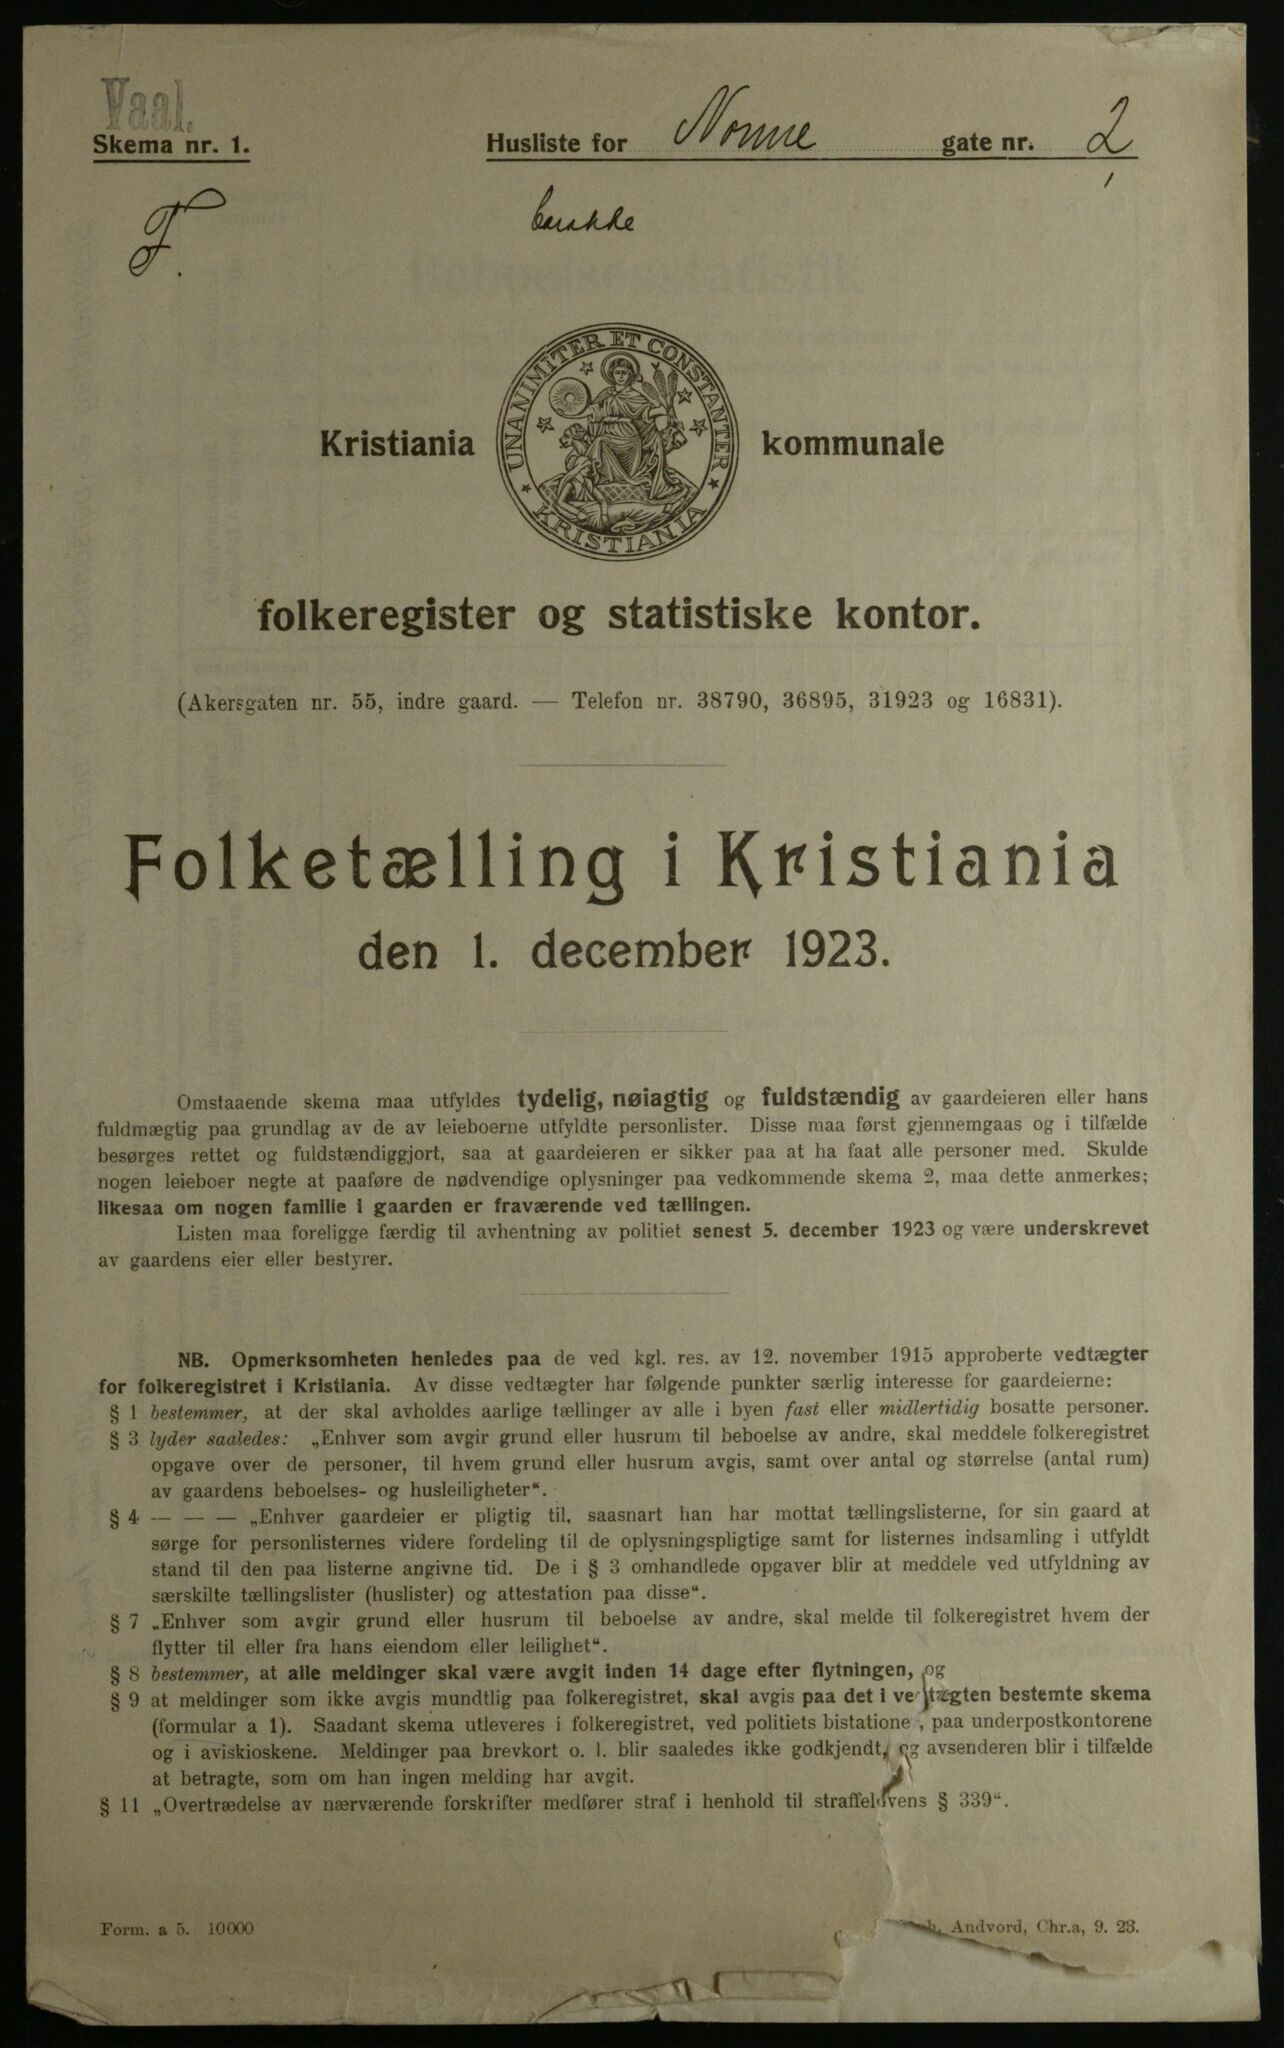 Vaal.
Skema nr. 1.
Husliste for Nonne gate nr. 2
F.
barakke
UNANIMITER ET CONSTANTER
KRISTIANIA
Kristiania kommunale
folkeregister og statistiske kontor.
(Akersgaten nr. 55, indre gaard. — Telefon nr. 38790, 36895, 31923 og 16831).
Folketælling i Kristiania
den 1. december 1923.
Omstaaende skema maa utfyldes tydelig, nøiagtig og fuldstændig av gaardeieren eller hans
fuldmægtig paa grundlag av de av leieboerne utfyldte personlister. Disse maa først gjennemgaas og i tilfælde
besørges rettet og fuldstændiggjort, saa at gaardeieren er sikker paa at ha faat alle personer med. Skulde
nogen leieboer negte at paaføre de nødvendige oplysninger paa vedkommende skema 2, maa dette anmerkes;
likesaa om nogen familie i gaarden er fraværende ved tællingen.
Listen maa foreligge færdig til avhentning av politiet senest 5. december 1923 og være underskrevet
av gaardens eier eller bestyrer.
NB. Opmerksomheten henledes paa de ved kgl. res. av 12. november 1915 approberte vedtægter
for folkeregistret i Kristiania. Av disse vedtægter har følgende punkter særlig interesse for gaardeierne:
§ 1 bestemmer, at der skal avholdes aarlige tællinger av alle i byen fast eller midlertidig bosatte personer.
§ 3 lyder saaledes: „Enhver som avgir grund eller husrum til beboelse av andre, skal meddele folkeregistret
opgave over de personer, til hvem grund eller husrum avgis, samt over antal og størrelse (antal rum)
av gaardens beboelses- og husleiligheter“.
§ 4 — — — „Enhver gaardeier er pligtig til, saasnart han har mottat tællingslisterne, for sin gaard at
sørge for personlisternes videre fordeling til de oplysningspligtige samt for listernes indsamling i utfyldt
stand til den paa listerne angivne tid. De i § 3 omhandlede opgaver blir at meddele ved utfyldning av
særskilte tællingslister (huslister) og attestation paa disse“.
§ 7 „Enhver som avgir grund eller husrum til beboelse av andre, skal melde til folkeregistret hvem der
flytter til eller fra hans eiendom eller leilighet“.
§ 8 bestemmer, at alle meldinger skal være avgit inden 14 dage efter flytningen, og
§ 9 at meldinger som ikke avgis mundtlig paa folkeregistret, skal avgis paa det i vedtægten bestemte skema
(formular a 1). Saadant skema utleveres i folkeregistret, ved politiets bistatione, paa underpostkontorene
og i aviskioskene. Meldinger paa brevkort o. l. blir saaledes ikke godkjendt, og avsenderen blir i tilfælde
at betragte, som om han ingen melding har avgit.
§ 11 „Overtrædelse av nærværende forskrifter medfører straf i henhold til straffelovens § 339“.
Form. a 5. 10000
Andvord, Chr.a, 9. 23.